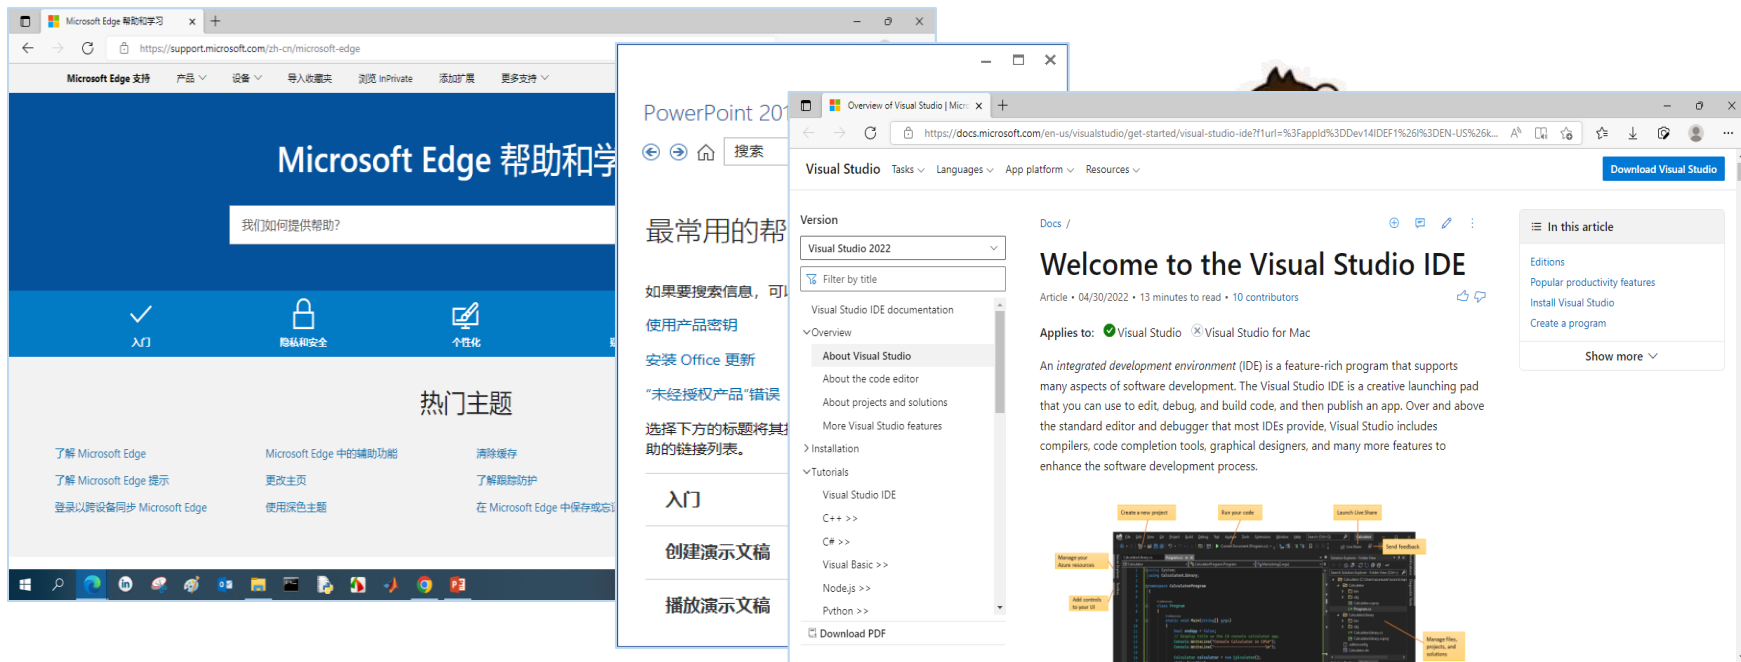 Microsoft Edge 帮助和学习
https://support.microsoft.com/zh-cn/microsoft-edge
Microsoft Edge 支持 产品 设备 导入收藏夹 浏览 InPrivate 添加扩展 更多支持
Microsoft Edge 帮助和学
我们如何提供帮助?
入门 隐私和安全 个性化
热门主题
了解 Microsoft Edge Microsoft Edge 中的辅助功能 清除缓存
了解 Microsoft Edge 提示 更改主页 了解跟踪防护
登录以跨设备同步 Microsoft Edge 使用深色主题 在 Microsoft Edge 中保存或忘
PowerPoint 201
搜索
最常用的帮
如果要搜索信息，可以
使用产品密钥
安装 Office 更新
“未经授权产品”错误
选择下方的标题将其
助的链接列表。
入门
创建演示文稿
播放演示文稿
Overview of Visual Studio | Micro
https://docs.microsoft.com/en-us/visualstudio/get-started/visual-studio-ide?f1url=%3FappId%3DDev14IDEF1%26l%3DEN-US%26k...
Visual Studio Tasks Languages App platform Resources Download Visual Studio
Version
Visual Studio 2022
Filter by title
Visual Studio IDE documentation
Overview
About Visual Studio
About the code editor
About projects and solutions
More Visual Studio features
Installation
Tutorials
Visual Studio IDE
C++ >>
C# >>
Visual Basic >>
Node.js >>
Python >>
Download PDF
Docs /
Welcome to the Visual Studio IDE
Article • 04/30/2022 • 13 minutes to read • 10 contributors
Applies to: Visual Studio Visual Studio for Mac
An integrated development environment (IDE) is a feature-rich program that supports
many aspects of software development. The Visual Studio IDE is a creative launching pad
that you can use to edit, debug, and build code, and then publish an app. Over and above
the standard editor and debugger that most IDEs provide, Visual Studio includes
compilers, code completion tools, graphical designers, and many more features to
enhance the software development process.
Create a new project
Run your code
Launch Live Share
Send feedback
Manage your
Azure resources
Add controls
to your UI
Manage files,
projects, and
solutions
In this article
Editions
Popular productivity features
Install Visual Studio
Create a program
Show more